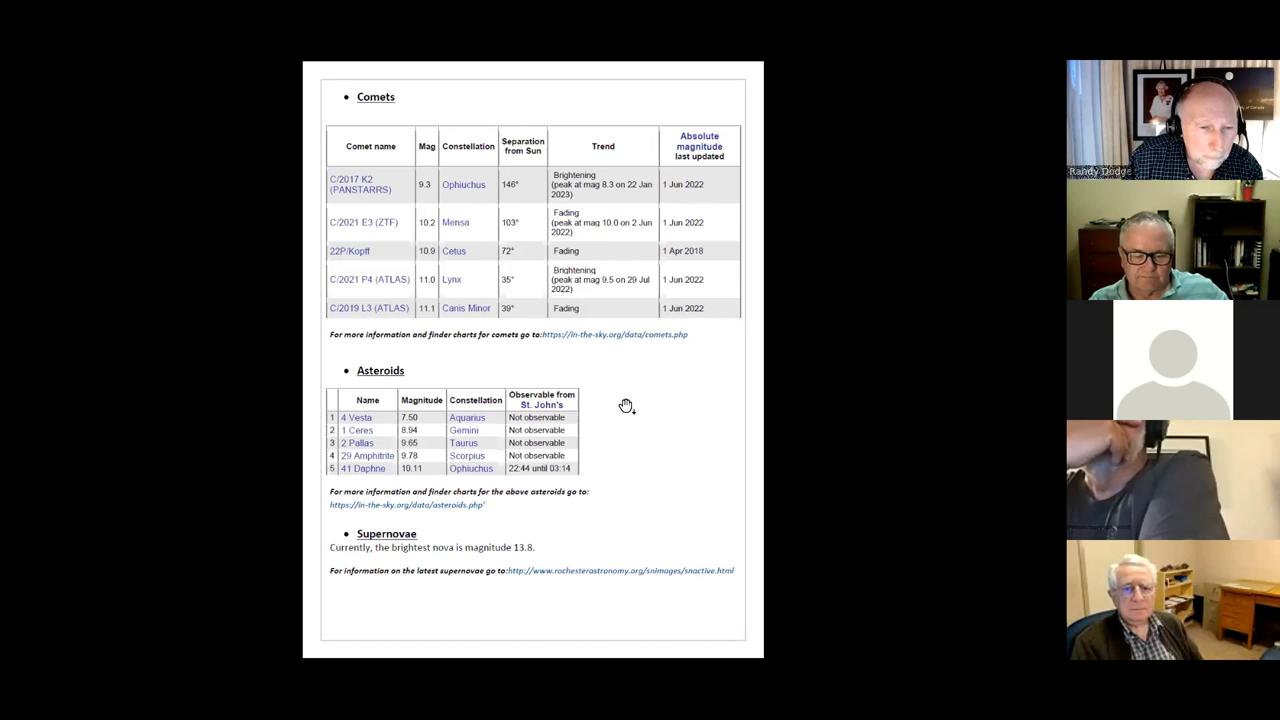 • Comets
Comet name Mag Constellation Separation from Sun Trend Absolute magnitude last updated
C/2017 K2 (PANSTARRS) 9.3 Ophiuchus 146° Brightening (peak at mag 8.3 on 22 Jan 2023) 1 Jun 2022
C/2021 E3 (ZTF) 10.2 Mensa 103° Fading (peak at mag 10.0 on 2 Jun 2022) 1 Jun 2022
22P/Kopff 10.9 Cetus 72° Fading 1 Apr 2018
C/2021 P4 (ATLAS) 11.0 Lynx 35° Brightening (peak at mag 9.5 on 29 Jul 2022) 1 Jun 2022
C/2019 L3 (ATLAS) 11.1 Canis Minor 39° Fading 1 Jun 2022
For more information and finder charts for comets go to:https://in-the-sky.org/data/comets.php
• Asteroids
Name Magnitude Constellation Observable from St. John's
1 4 Vesta 7.50 Aquarius Not observable
2 1 Ceres 8.94 Gemini Not observable
3 2 Pallas 9.65 Taurus Not observable
4 29 Amphitrite 9.78 Scorpius Not observable
5 41 Daphne 10.11 Ophiuchus 22:44 until 03:14
For more information and finder charts for the above asteroids go to:
https://in-the-sky.org/data/asteroids.php'
• Supernovae
Currently, the brightest nova is magnitude 13.8.
For information on the latest supernovae go to:http://www.rochesterastronomy.org/snimages/snactive.html
Randy Dodge
of Canada